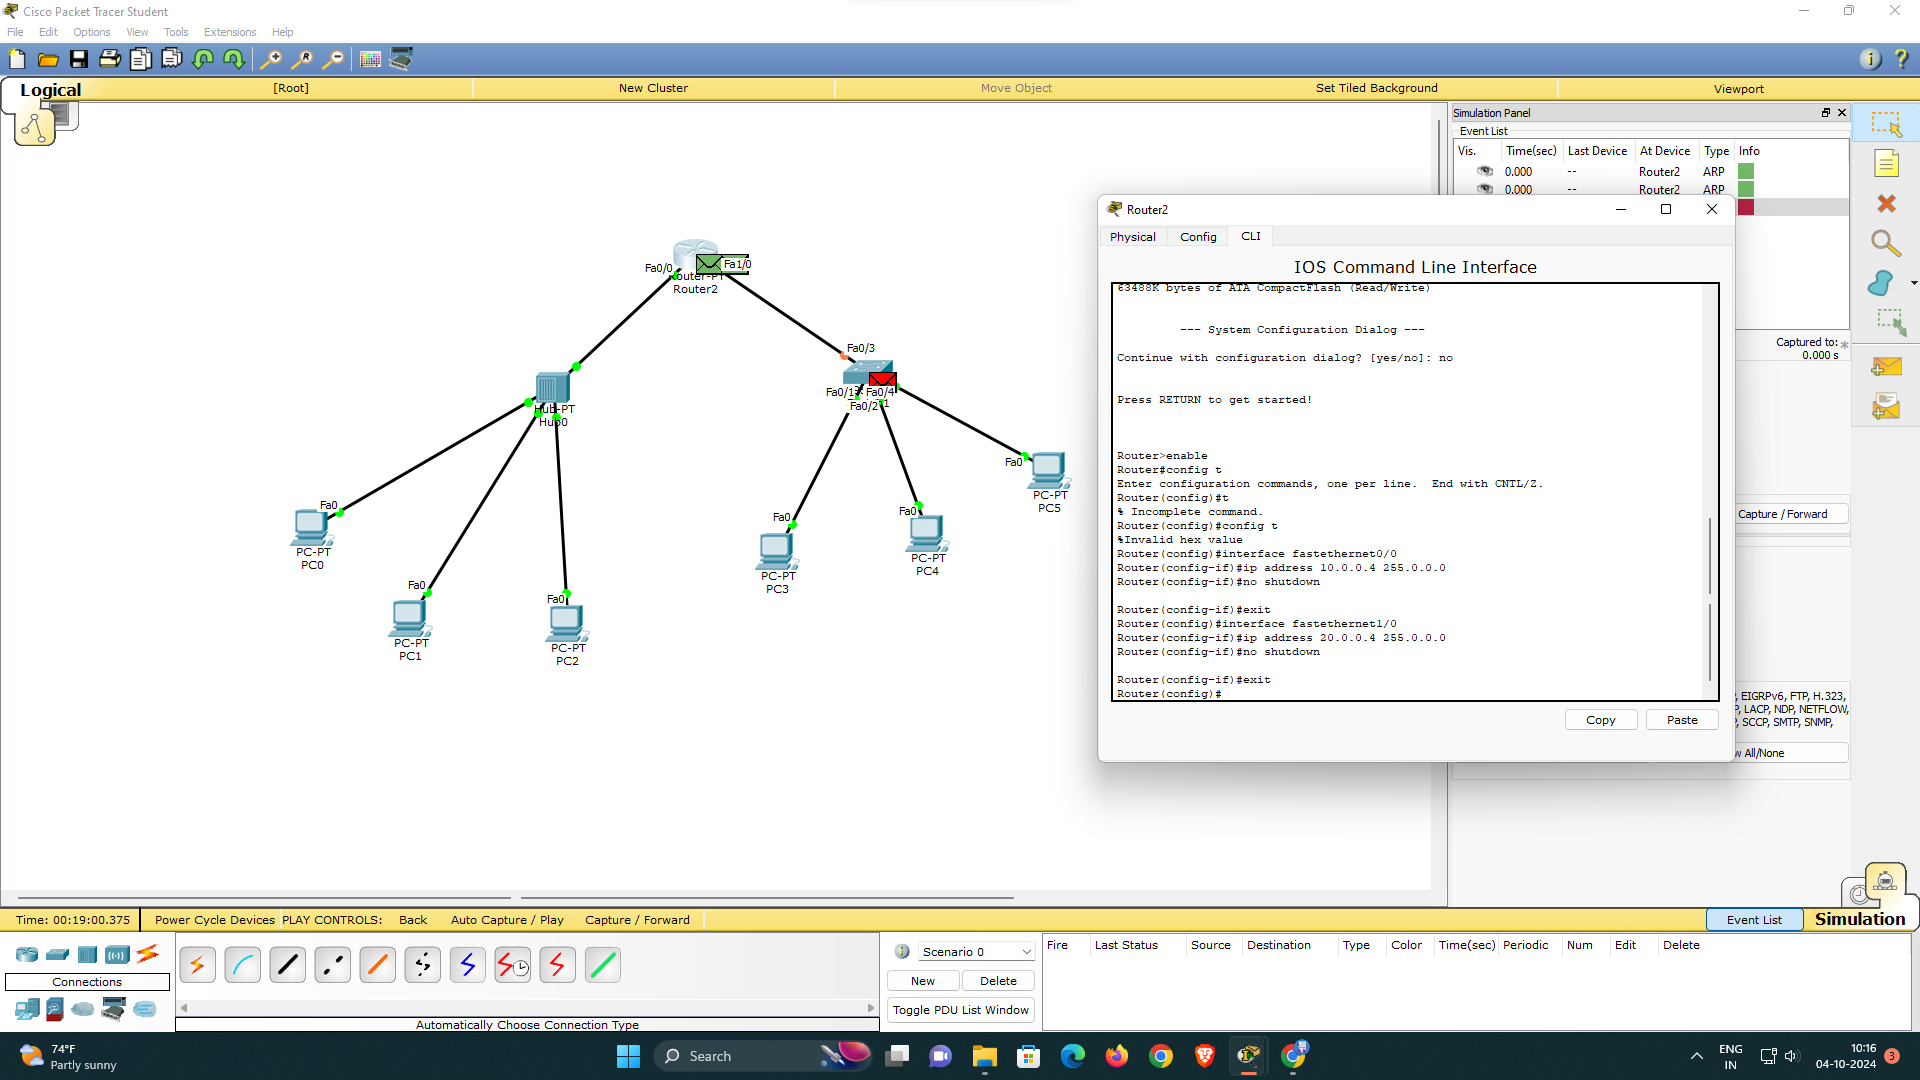 Cisco Packet Tracer Student
File Edit Options View Tools Extensions Help
Logical [Root] New Cluster Move Object Set Tiled Background Viewport
Simulation Panel
Event List
Vis. Time(sec) Last Device At Device Type Info
0.000 -- Router2 ARP
0.000 -- Router2 ARP
Captured to: *
0.000 s
Capture / Forward
, EIGRPv6, FTP, H.323,
, LACP, NDP, NETFLOW,
, SCCP, SMTP, SNMP,
All/None
Fa0/0
Fa1/0
Router-PT
Router2
Fa0/3
Fa0/1
Fa0/4
Fa0/2
Hub-PT
Hub0
Fa0
PC-PT
PC0
Fa0
PC-PT
PC1
Fa0
PC-PT
PC2
Fa0
PC-PT
PC3
Fa0
PC-PT
PC4
Fa0
PC-PT
PC5
Router2
Physical Config CLI
IOS Command Line Interface
63488K bytes of ATA CompactFlash (Read/Write)
--- System Configuration Dialog ---
Continue with configuration dialog? [yes/no]: no
Press RETURN to get started!
Router>enable
Router#config t
Enter configuration commands, one per line.  End with CNTL/Z.
Router(config)#t
% Incomplete command.
Router(config)#config t
%Invalid hex value
Router(config)#interface fastethernet0/0
Router(config-if)#ip address 10.0.0.4 255.0.0.0
Router(config-if)#no shutdown
Router(config-if)#exit
Router(config)#interface fastethernet1/0
Router(config-if)#ip address 20.0.0.4 255.0.0.0
Router(config-if)#no shutdown
Router(config-if)#exit
Router(config)#
Copy Paste
Time: 00:19:00.375 Power Cycle Devices PLAY CONTROLS: Back Auto Capture / Play Capture / Forward Event List Simulation
Connections
Automatically Choose Connection Type
Scenario 0
New Delete
Toggle PDU List Window
Fire Last Status Source Destination Type Color Time(sec) Periodic Num Edit Delete
74°F
Partly sunny
Search
ENG
IN
10:16
04-10-2024
3